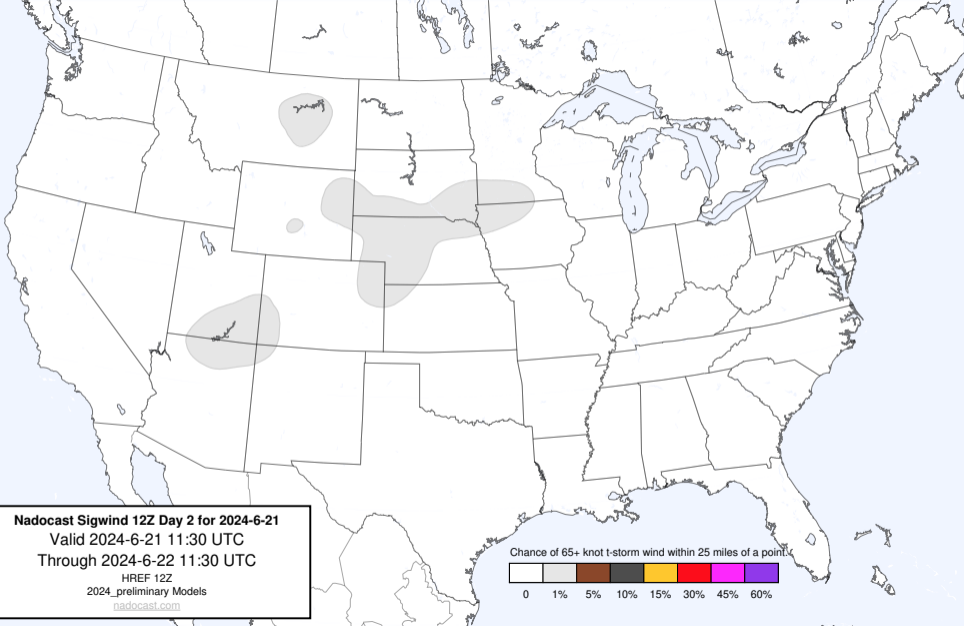 Nadocast Sigwind 12Z Day 2 for 2024-6-21
Valid 2024-6-21 11:30 UTC
Through 2024-6-22 11:30 UTC
HREF 12Z
2024_preliminary Models
nadocast.com
Chance of 65+ knot t-storm wind within 25 miles of a point.
0 1% 5% 10% 15% 30% 45% 60%